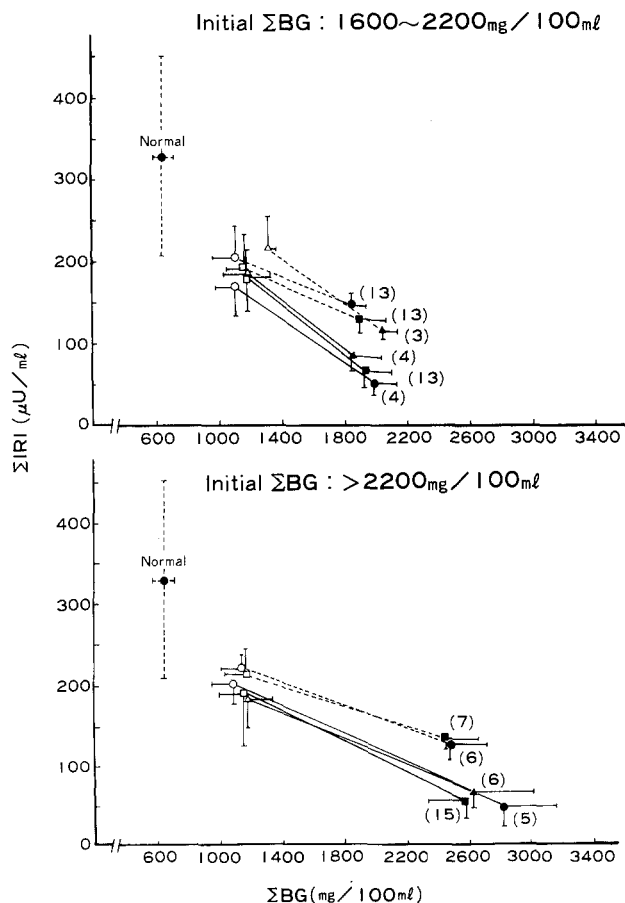 Initial ΣBG : 1600~2200mg/100ml
400
Normal
300
200
(13)
(13)
100
(3)
(4)
(13)
(4)
0
600 1000 1400 1800 2200 2600 3000 3400
ΣIRI (μU/ml)
Initial ΣBG : >2200mg/100ml
400
Normal
300
200
(7)
(6)
100
(6)
(15)
(5)
0
600 1000 1400 1800 2200 2600 3000 3400
ΣBG(mg/100ml)